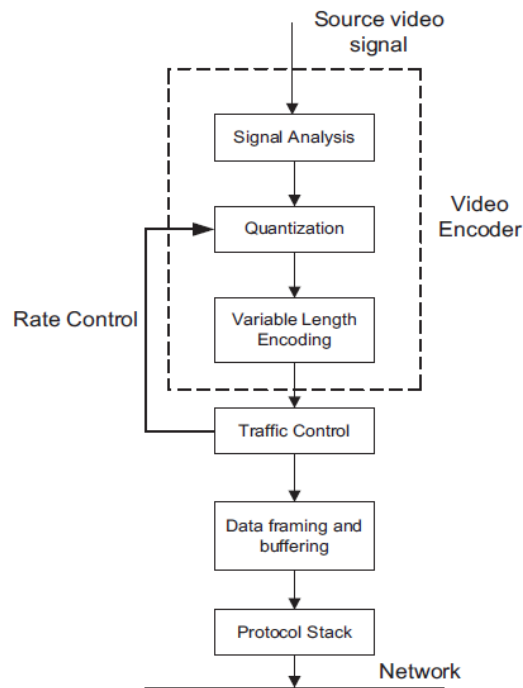 Source video
signal
Signal Analysis
Quantization
Video
Encoder
Rate Control
Variable Length
Encoding
Traffic Control
Data framing and
buffering
Protocol Stack
Network